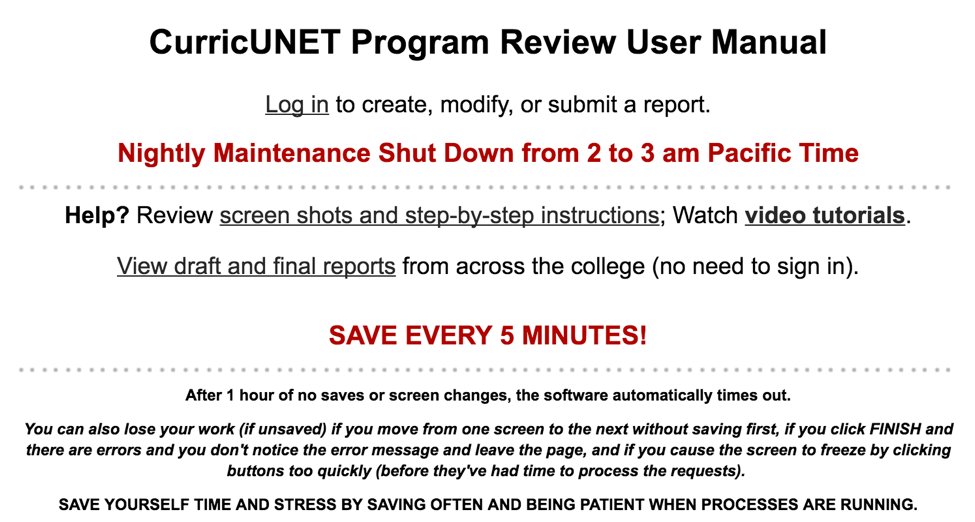 CurricUNET Program Review User Manual
Log in to create, modify, or submit a report.
Nightly Maintenance Shut Down from 2 to 3 am Pacific Time
Help? Review screen shots and step-by-step instructions; Watch video tutorials.
View draft and final reports from across the college (no need to sign in).
SAVE EVERY 5 MINUTES!
After 1 hour of no saves or screen changes, the software automatically times out.
You can also lose your work (if unsaved) if you move from one screen to the next without saving first, if you click FINISH and
there are errors and you don't notice the error message and leave the page, and if you cause the screen to freeze by clicking
buttons too quickly (before they've had time to process the requests).
SAVE YOURSELF TIME AND STRESS BY SAVING OFTEN AND BEING PATIENT WHEN PROCESSES ARE RUNNING.